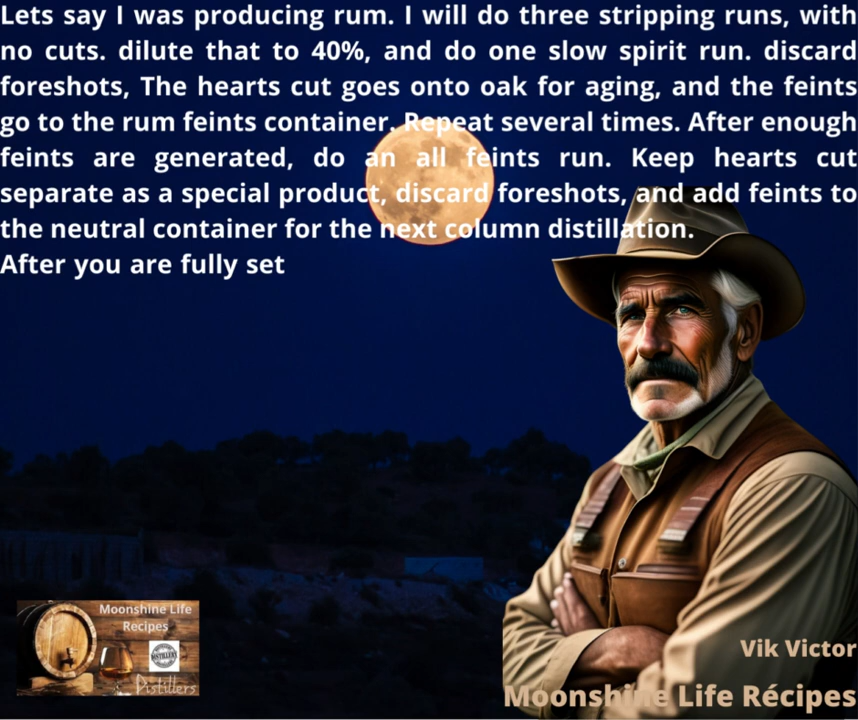 Lets say I was producing rum. I will do three stripping runs, with
no cuts. dilute that to 40%, and do one slow spirit run. discard
foreshots, The hearts cut goes onto oak for aging, and the feints
go to the rum feints container. Repeat several times. After enough
feints are generated, do an all feints run. Keep hearts cut
separate as a special product, discard foreshots, and add feints to
the neutral container for the next column distillation.
After you are fully set
Moonshine Life
Recipes
DISTILLERS
Distillers
Vik Victor
Moonshine Life Récipes